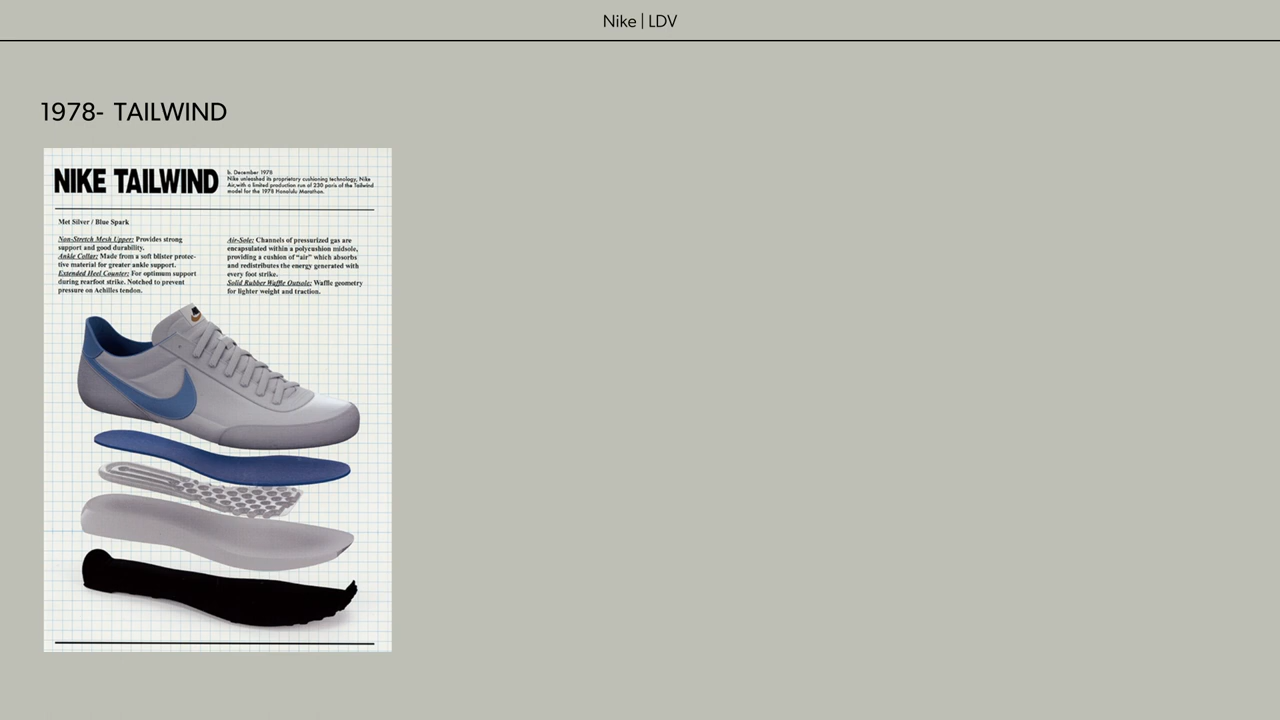 Nike | LDV
1978- TAILWIND
NIKE TAILWIND
b. December 1978
Nike unleashed its proprietary cushioning technology, Nike
Air, with a limited production run of 230 paris of the Tailwind
model for the 1978 Honolulu Marathon.
Met Silver / Blue Spark
Non-Stretch Mesh Upper: Provides strong
support and good durability.
Ankle Collar: Made from a soft blister protec-
tive material for greater ankle support.
Extended Heel Counter: For optimum support
during rearfoot strike. Notched to prevent
pressure on Achilles tendon.
Air-Sole: Channels of pressurized gas are
encapsulated within a polycushion midsole,
providing a cushion of "air" which absorbs
and redistributes the energy generated with
every foot strike.
Solid Rubber Waffle Outsole: Waffle geometry
for lighter weight and traction.